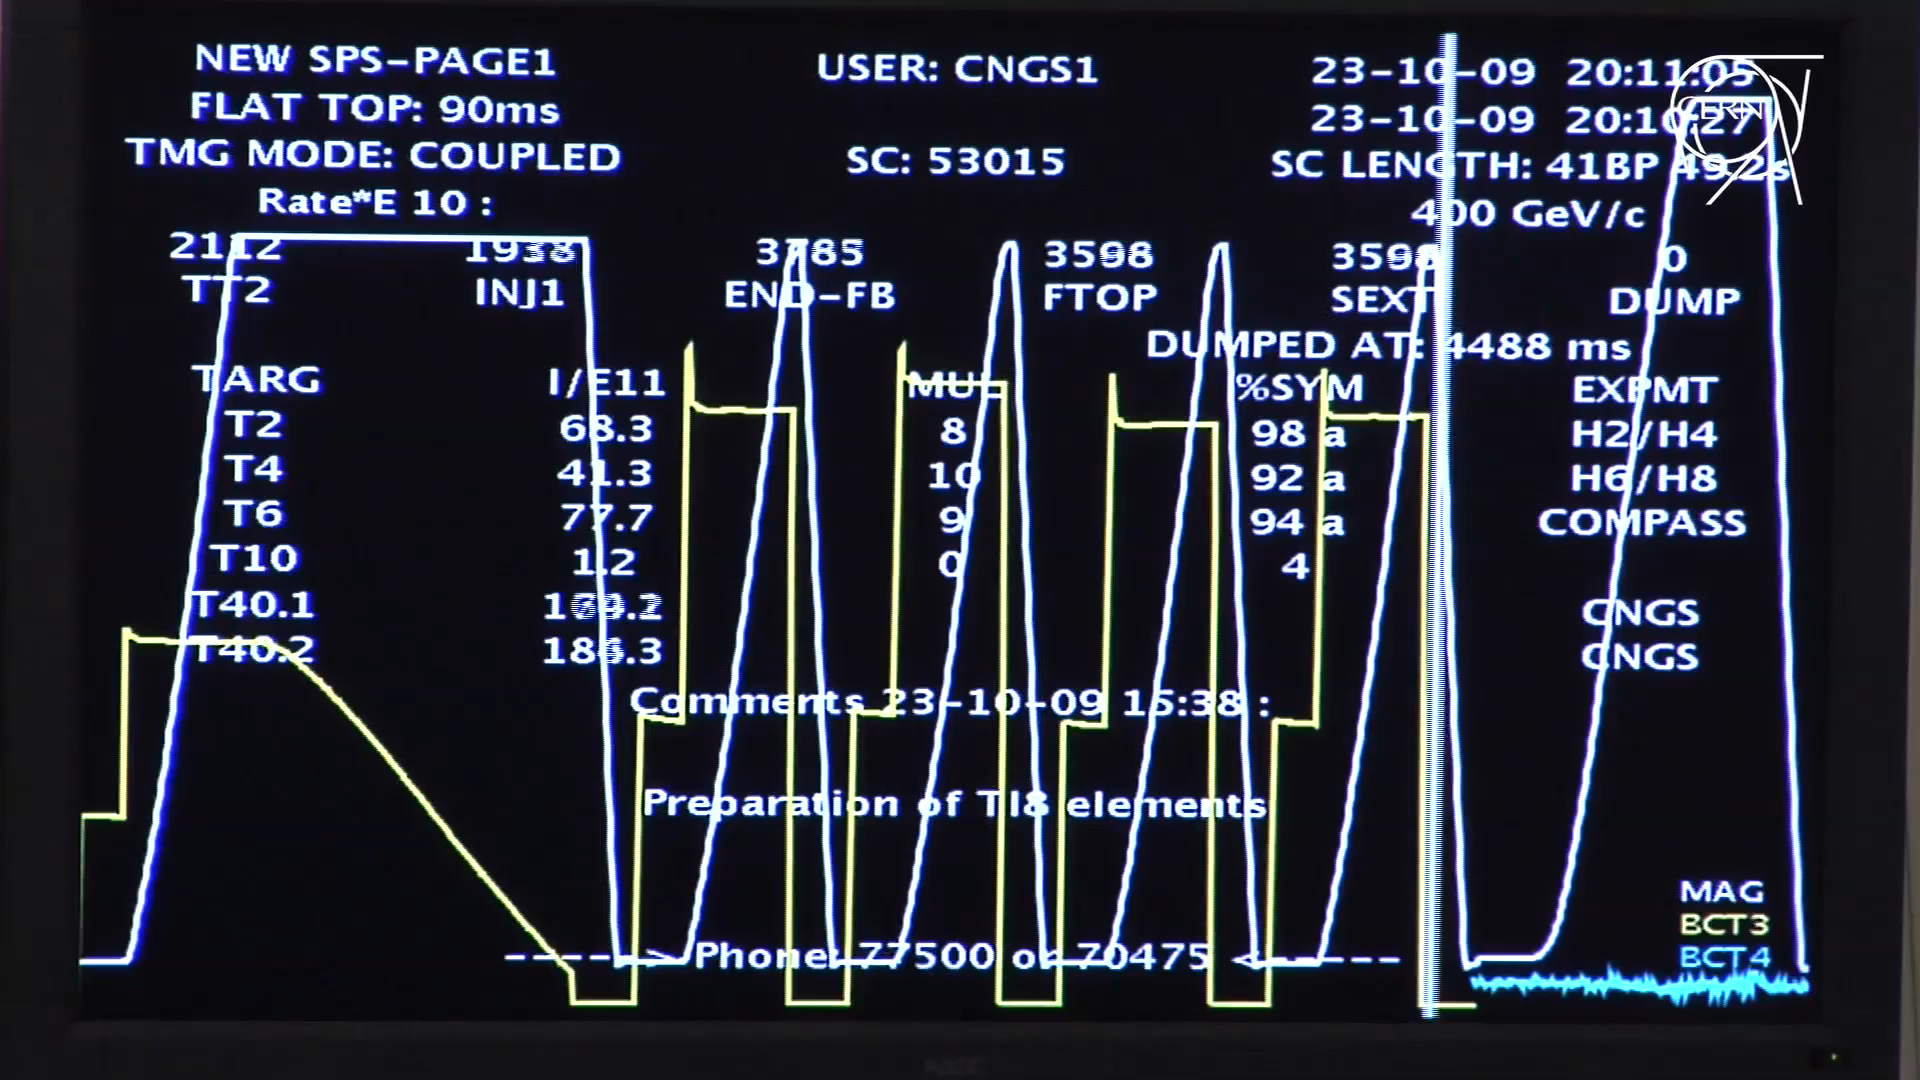 NEW SPS-PAGE1 USER: CNGS1 23-10-09 20:11:05
FLAT TOP: 90ms 23-10-09 20:10:27
TMG MODE: COUPLED SC: 53015 SC LENGTH: 41BP 49.2s
Rate*E 10 : 400 GeV/c
2112 1938 3598 3598 0
TT2 INJ1 END-FB FTOP SEXT DUMP
DUMPED AT: 4488 ms
TARG I/E11 MUL %SYM EXPMT
T2 68.3 8 98 a H2/H4
T4 41.3 10 92 a H6/H8
T6 77.7 9 94 a COMPASS
T10 1.2 0 4
T40.1 CNGS
T40.2 CNGS
Comments 23-10-09 15:38 :
Preparation of TI8 elements
MAG
BCT3
-----> Phone: 77500 or 70475 <-----
BCT4
CERN
NEC